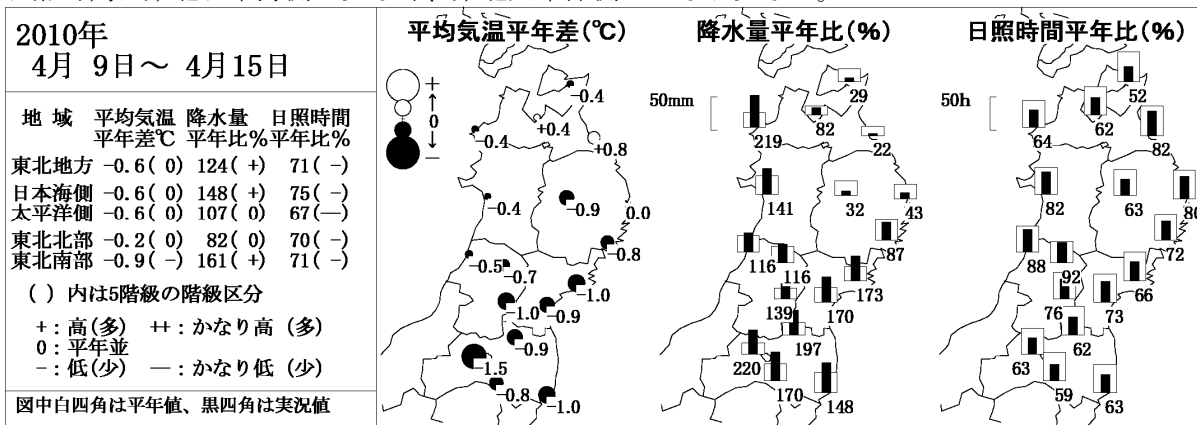 2010年
4月 9日～ 4月15日
地 域 平均気温 降水量 日照時間
平年差℃ 平年比% 平年比%
東北地方 -0.6( 0) 124( +) 71( -)
日本海側 -0.6( 0) 148( +) 75( -)
太平洋側 -0.6( 0) 107( 0) 67(—)
東北北部 -0.2( 0) 82( 0) 70( -)
東北南部 -0.9( -) 161( +) 71( -)
( ) 内は5階級の階級区分
+：高(多) ++：かなり高 (多)
0：平年並
-：低(少) —：かなり低 (少)
図中白四角は平年値、黒四角は実況値
平均気温平年差(℃)
+
↑
0
↓
-
-0.4
+0.4
-0.4
+0.8
-0.4
-0.9
0.0
-0.8
-0.5
-0.7
-1.0
-1.0
-0.9
-0.9
-1.5
-0.8
-1.0
降水量平年比(%)
50mm
29
82
219
22
141
32
43
87
116
116
173
139
170
197
220
170
148
日照時間平年比(%)
50h
52
62
64
82
82
63
80
72
88
92
66
76
73
62
63
59
63